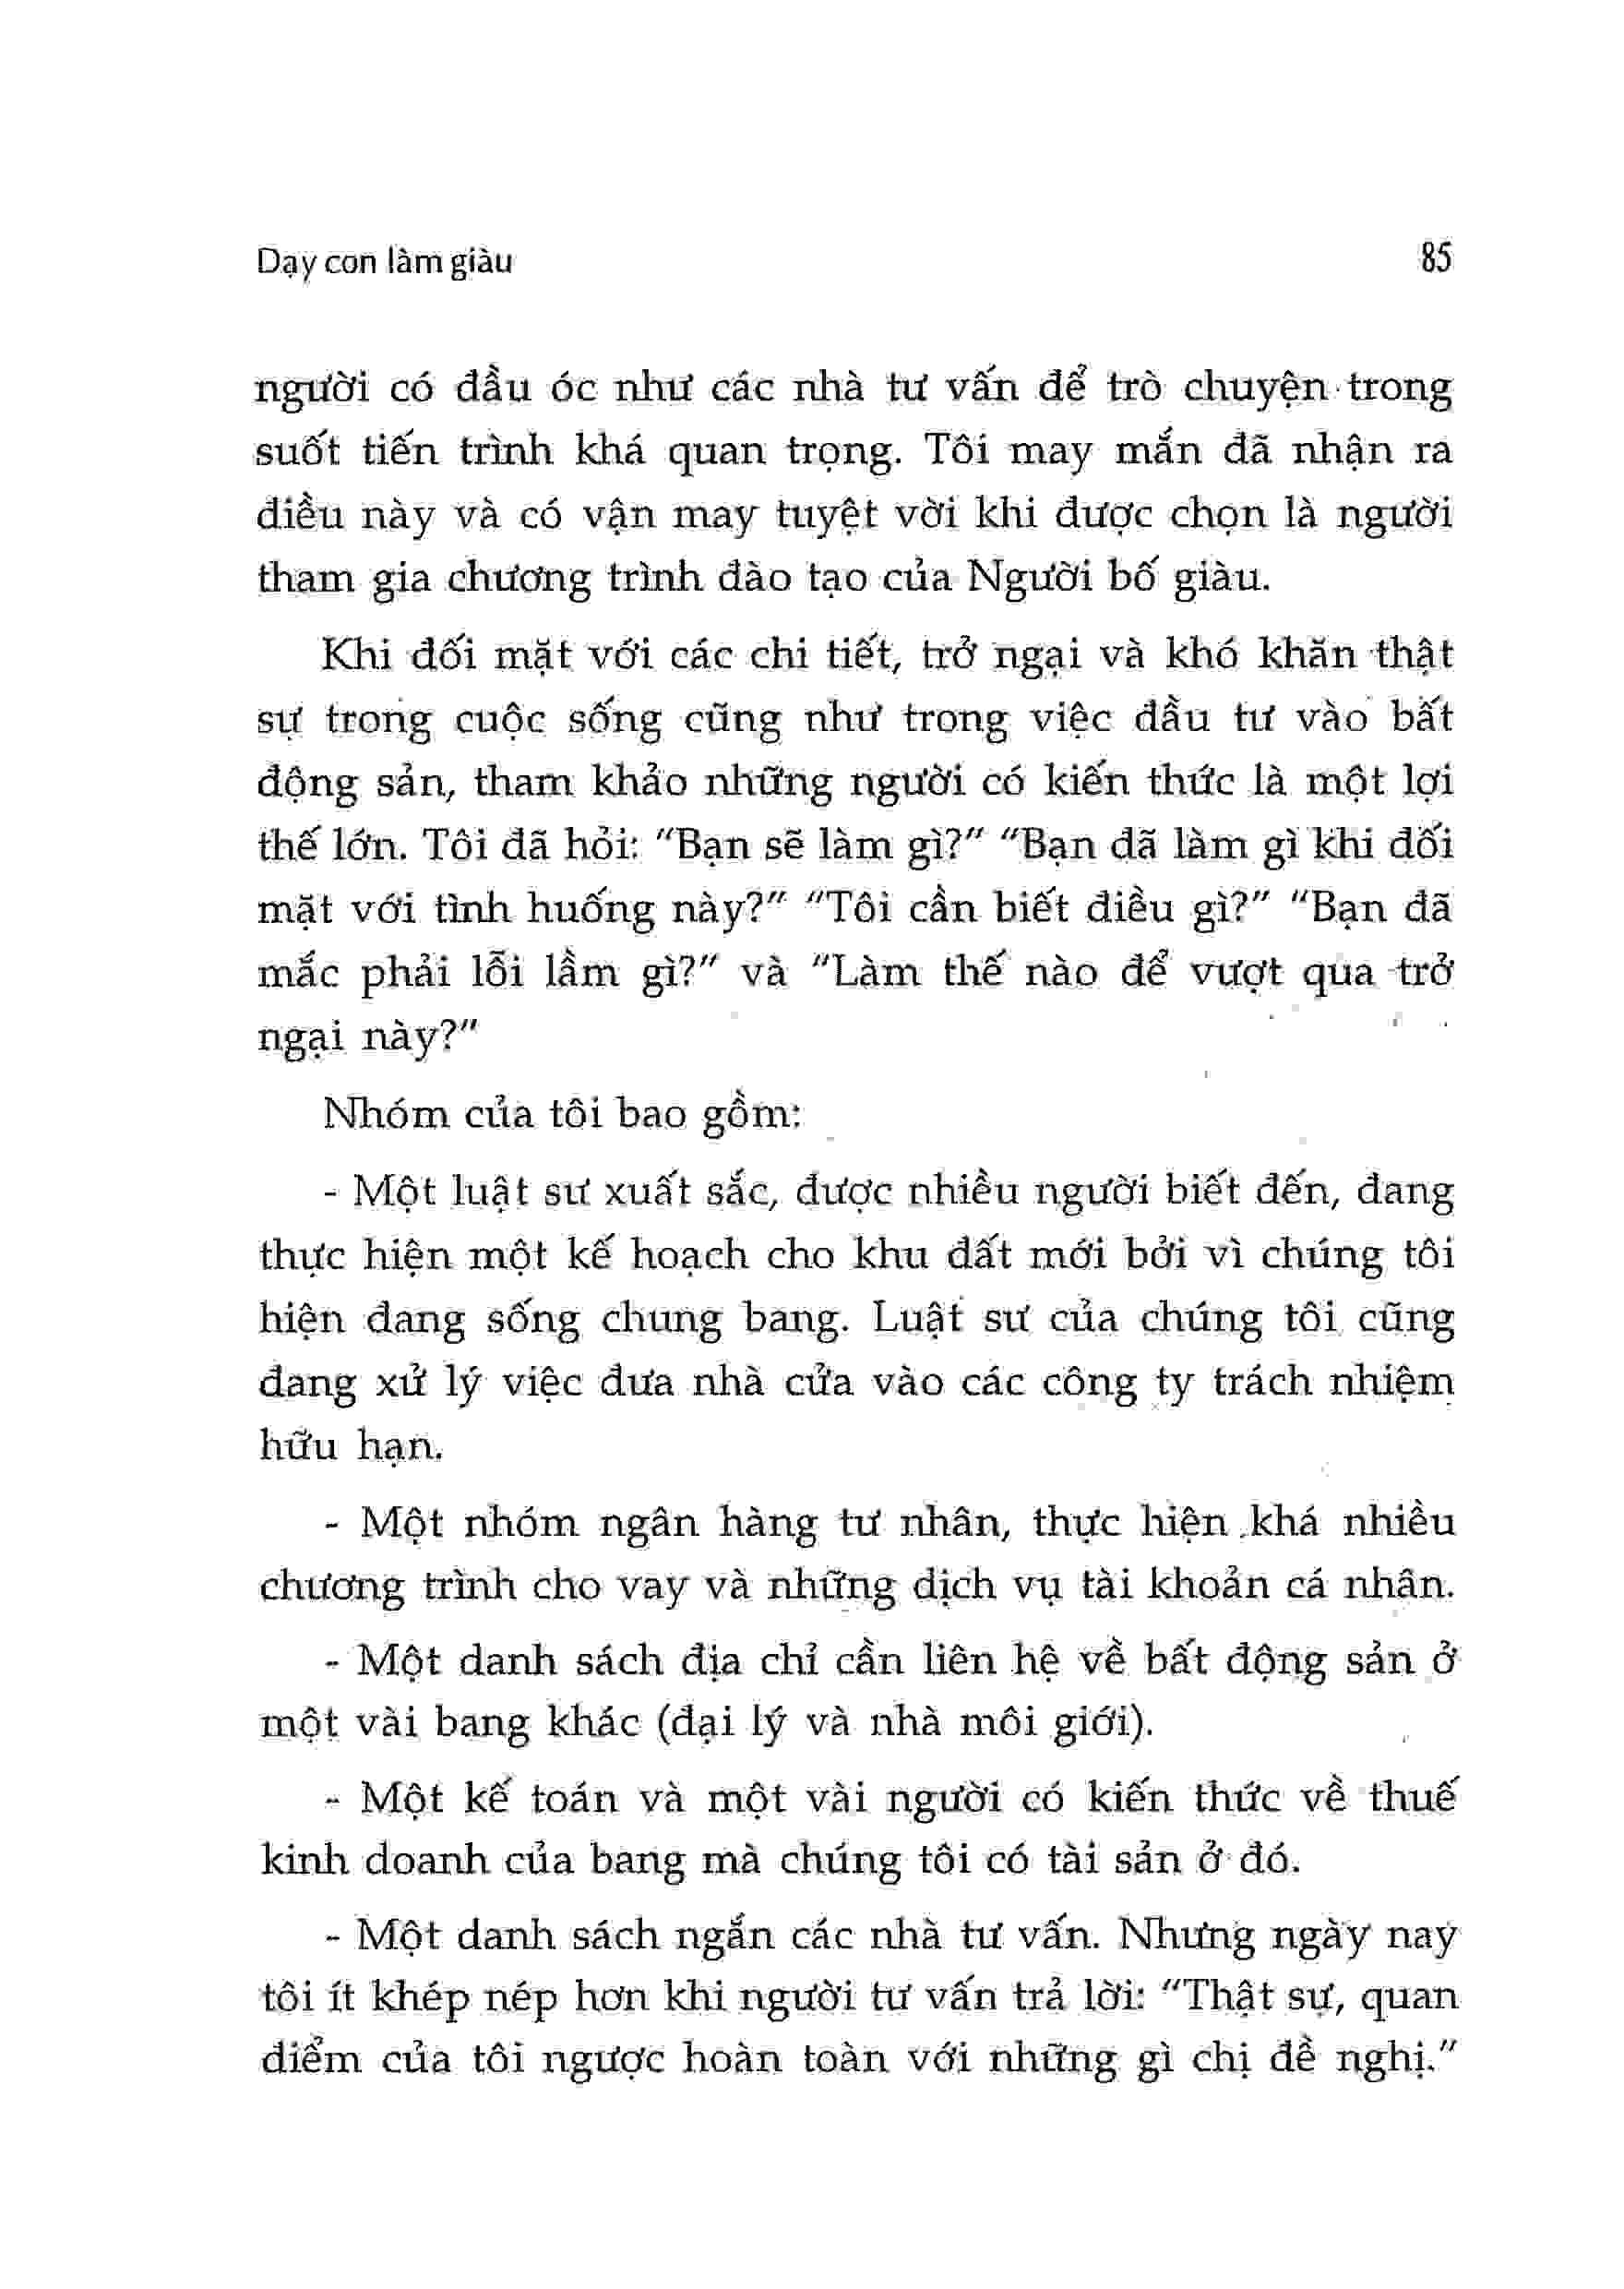 Dạy con làm giàu 85
người có đầu óc như các nhà tư vấn để trò chuyện trong
suốt tiến trình khá quan trọng. Tôi may mắn đã nhận ra
điều này và có vận may tuyệt vời khi được chọn là người
tham gia chương trình đào tạo của Người bố giàu.
Khi đối mặt với các chi tiết, trở ngại và khó khăn thật
sự trong cuộc sống cũng như trong việc đầu tư vào bất
động sản, tham khảo những người có kiến thức là một lợi
thế lớn. Tôi đã hỏi: "Bạn sẽ làm gì?" "Bạn đã làm gì khi đối
mặt với tình huống này?" "Tôi cần biết điều gì?" "Bạn đã
mắc phải lỗi lầm gì?" và "Làm thế nào để vượt qua trở
ngại này?"
Nhóm của tôi bao gồm:
- Một luật sư xuất sắc, được nhiều người biết đến, đang
thực hiện một kế hoạch cho khu đất mới bởi vì chúng tôi
hiện đang sống chung bang. Luật sư của chúng tôi cũng
đang xử lý việc đưa nhà cửa vào các công ty trách nhiệm
hữu hạn.
- Một nhóm ngân hàng tư nhân, thực hiện khá nhiều
chương trình cho vay và những dịch vụ tài khoản cá nhân.
- Một danh sách địa chỉ cần liên hệ về bất động sản ở
một vài bang khác (đại lý và nhà môi giới).
- Một kế toán và một vài người có kiến thức về thuế
kinh doanh của bang mà chúng tôi có tài sản ở đó.
- Một danh sách ngắn các nhà tư vấn. Nhưng ngày nay
tôi ít khép nép hơn khi người tư vấn trả lời: "Thật sự, quan
điểm của tôi ngược hoàn toàn với những gì chị đề nghị."